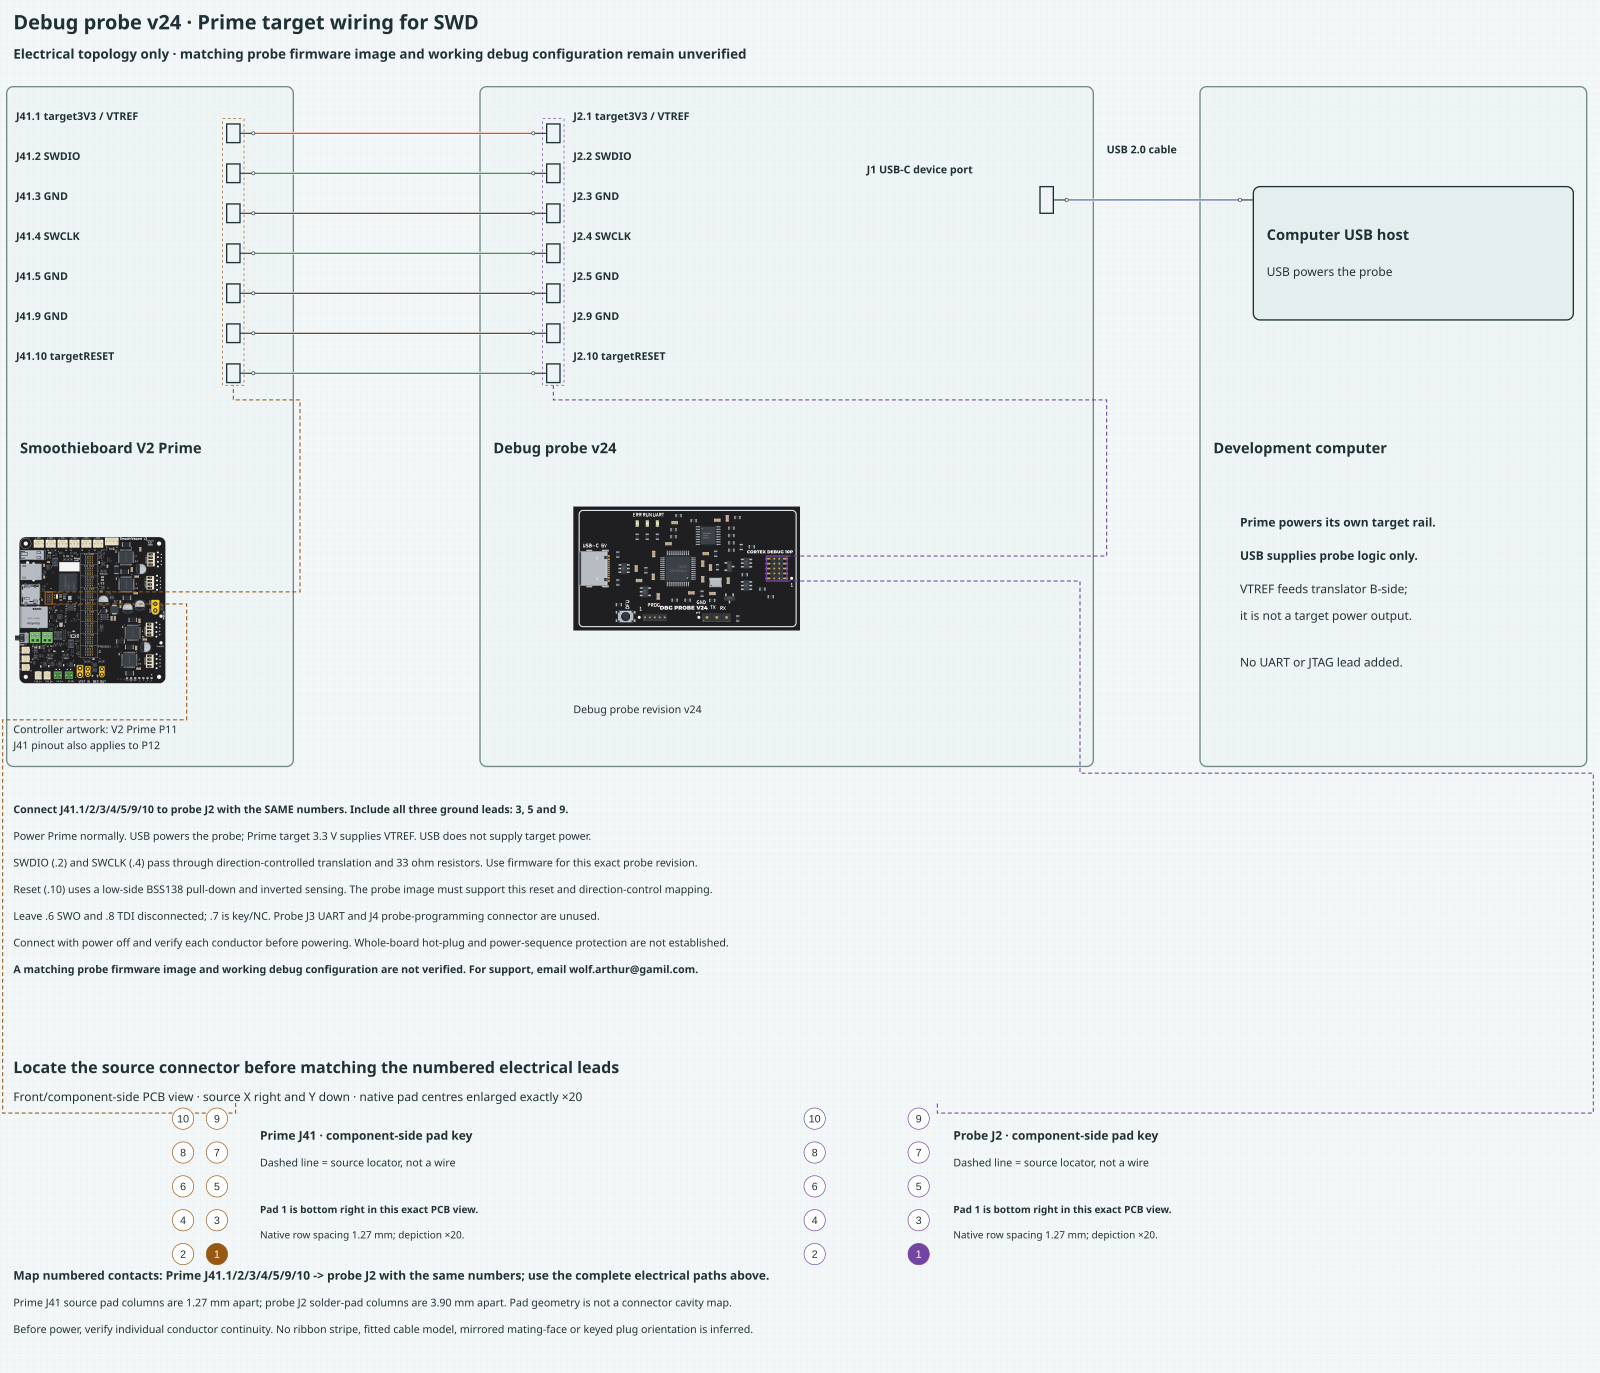 Debug probe v24 · Prime target wiring for SWD
Electrical topology only · matching probe firmware image and working debug configuration remain unverified
J41.1 target3V3 / VTREF
J41.2 SWDIO
J41.3 GND
J41.4 SWCLK
J41.5 GND
J41.9 GND
J41.10 targetRESET
J2.1 target3V3 / VTREF
J2.2 SWDIO
J2.3 GND
J2.4 SWCLK
J2.5 GND
J2.9 GND
J2.10 targetRESET
J1 USB-C device port
USB 2.0 cable
Computer USB host
USB powers the probe
Smoothieboard V2 Prime
Debug probe v24
Development computer
ERR RUN UART
USB-C 5V
CORTEX DEBUG 10P
1
PROG
GND
TX RX
DBG PROBE V24
1
Prime powers its own target rail.
USB supplies probe logic only.
VTREF feeds translator B-side;
it is not a target power output.
No UART or JTAG lead added.
Debug probe revision v24
Controller artwork: V2 Prime P11
J41 pinout also applies to P12
Connect J41.1/2/3/4/5/9/10 to probe J2 with the SAME numbers. Include all three ground leads: 3, 5 and 9.
Power Prime normally. USB powers the probe; Prime target 3.3 V supplies VTREF. USB does not supply target power.
SWDIO (.2) and SWCLK (.4) pass through direction-controlled translation and 33 ohm resistors. Use firmware for this exact probe revision.
Reset (.10) uses a low-side BSS138 pull-down and inverted sensing. The probe image must support this reset and direction-control mapping.
Leave .6 SWO and .8 TDI disconnected; .7 is key/NC. Probe J3 UART and J4 probe-programming connector are unused.
Connect with power off and verify each conductor before powering. Whole-board hot-plug and power-sequence protection are not established.
A matching probe firmware image and working debug configuration are not verified. For support, email wolf.arthur@gamil.com.
Locate the source connector before matching the numbered electrical leads
Front/component-side PCB view · source X right and Y down · native pad centres enlarged exactly ×20
10 9
8 7
6 5
4 3
2 1
Prime J41 · component-side pad key
Dashed line = source locator, not a wire
Pad 1 is bottom right in this exact PCB view.
Native row spacing 1.27 mm; depiction ×20.
10 9
8 7
6 5
4 3
2 1
Probe J2 · component-side pad key
Dashed line = source locator, not a wire
Pad 1 is bottom right in this exact PCB view.
Native row spacing 1.27 mm; depiction ×20.
Map numbered contacts: Prime J41.1/2/3/4/5/9/10 -> probe J2 with the same numbers; use the complete electrical paths above.
Prime J41 source pad columns are 1.27 mm apart; probe J2 solder-pad columns are 3.90 mm apart. Pad geometry is not a connector cavity map.
Before power, verify individual conductor continuity. No ribbon stripe, fitted cable model, mirrored mating-face or keyed plug orientation is inferred.